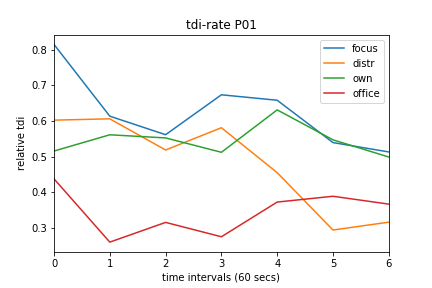 tdi-rate P01
focus
distr
own
office
relative tdi
0.8
0.7
0.6
0.5
0.4
0.3
0 1 2 3 4 5 6
time intervals (60 secs)